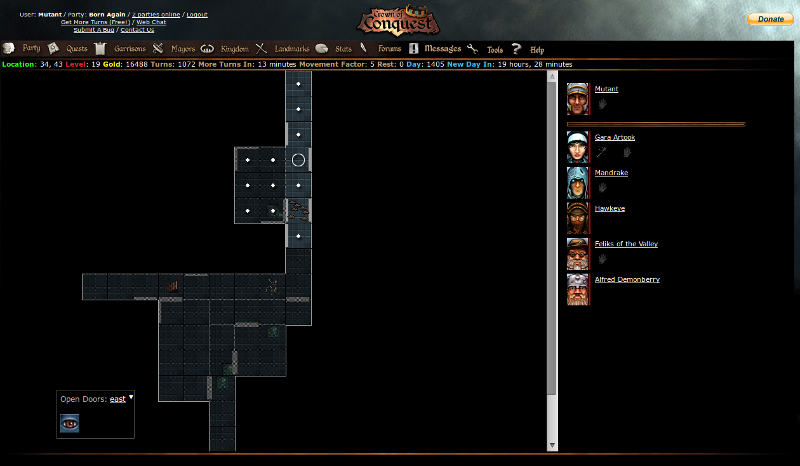 User: Mutant / Party: Born Again / 2 parties online / Logout
Get More Turns (Free!) / Web Chat
Submit A Bug / Contact Us
Crown of
Conquest
Donate
Party Quests Garrisons Mayors Kingdom Landmarks Stats Forums Messages Tools Help
Location: 34, 43 Level: 19 Gold: 16488 Turns: 1072 More Turns In: 13 minutes Movement Factor: 5 Rest: 0 Day: 1405 New Day In: 19 hours, 28 minutes
Mutant
Gara Artook
Mandrake
Hawkeye
Feliks of the Valley
Alfred Demonberry
Open Doors: east